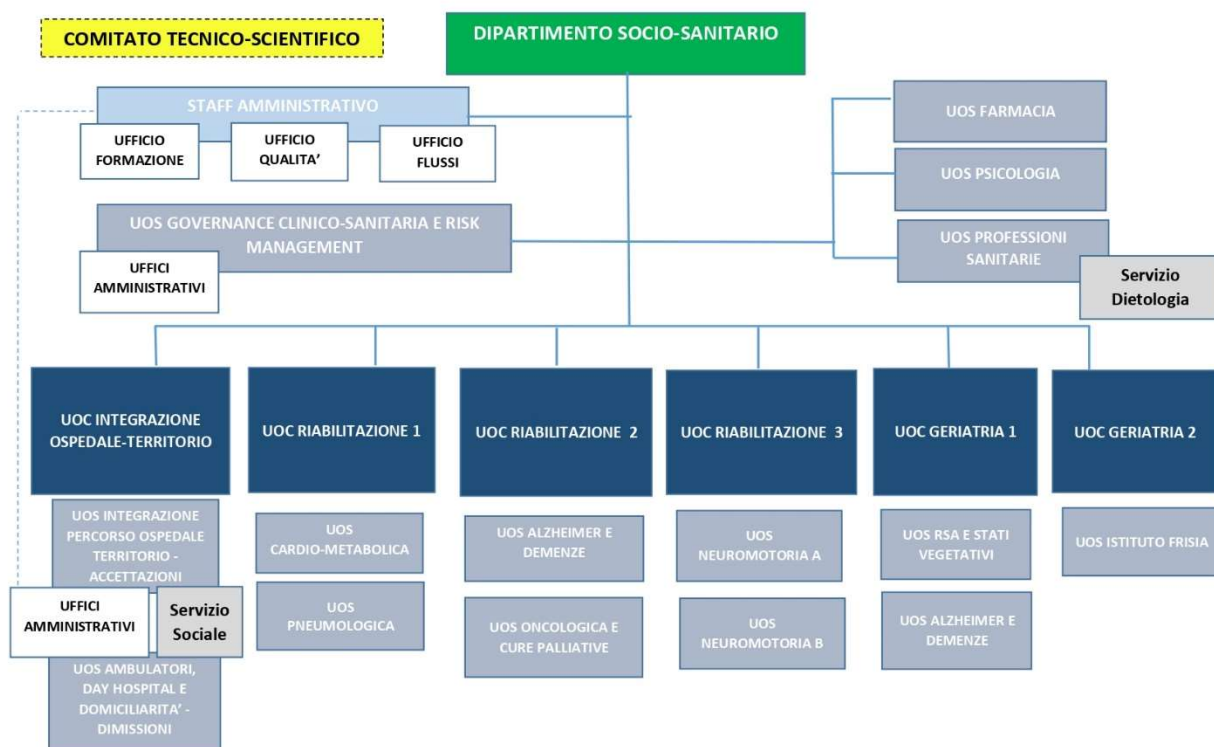 COMITATO TECNICO-SCIENTIFICO
DIPARTIMENTO SOCIO-SANITARIO
STAFF AMMINISTRATIVO
UFFICIO
FORMAZIONE
UFFICIO
QUALITA’
UFFICIO
FLUSSI
UOS GOVERNANCE CLINICO-SANITARIA E RISK
MANAGEMENT
UFFICI
AMMINISTRATIVI
UOS FARMACIA
UOS PSICOLOGIA
UOS PROFESSIONI
SANITARIE
Servizio
Dietologia
UOC INTEGRAZIONE
OSPEDALE-TERRITORIO
UOC RIABILITAZIONE 1
UOC RIABILITAZIONE 2
UOC RIABILITAZIONE 3
UOC GERIATRIA 1
UOC GERIATRIA 2
UOS INTEGRAZIONE
PERCORSO OSPEDALE
TERRITORIO -
ACCETTAZIONI
UFFICI
AMMINISTRATIVI
Servizio
Sociale
UOS AMBULATORI,
DAY HOSPITAL E
DOMICILIARITA’ -
DIMISSIONI
UOS
CARDIO-METABOLICA
UOS
PNEUMOLOGICA
UOS ALZHEIMER E
DEMENZE
UOS ONCOLOGICA E
CURE PALLIATIVE
UOS
NEUROMOTORIA A
UOS
NEUROMOTORIA B
UOS RSA E STATI
VEGETATIVI
UOS ALZHEIMER E
DEMENZE
UOS ISTITUTO FRISIA